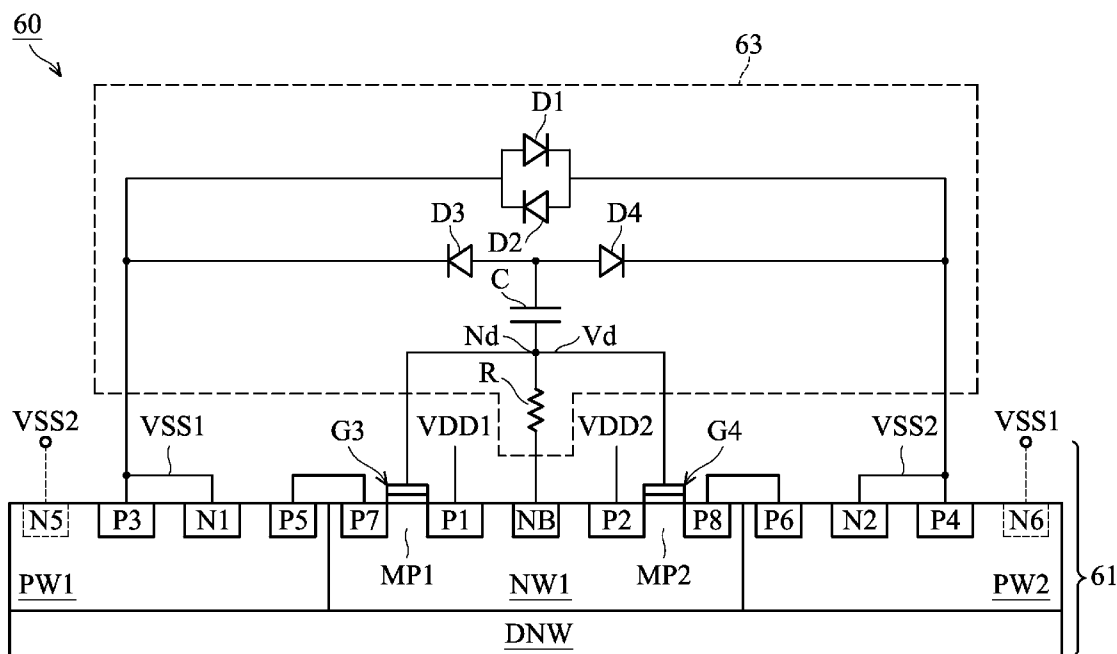 60
63
D1
D3
D2
D4
C
Nd
Vd
R
VSS2
VSS1
G3
VDD1
VDD2
G4
VSS2
VSS1
N5
P3
N1
P5
P7
P1
NB
P2
P8
P6
N2
P4
N6
MP1
MP2
PW1
NW1
PW2
61
DNW